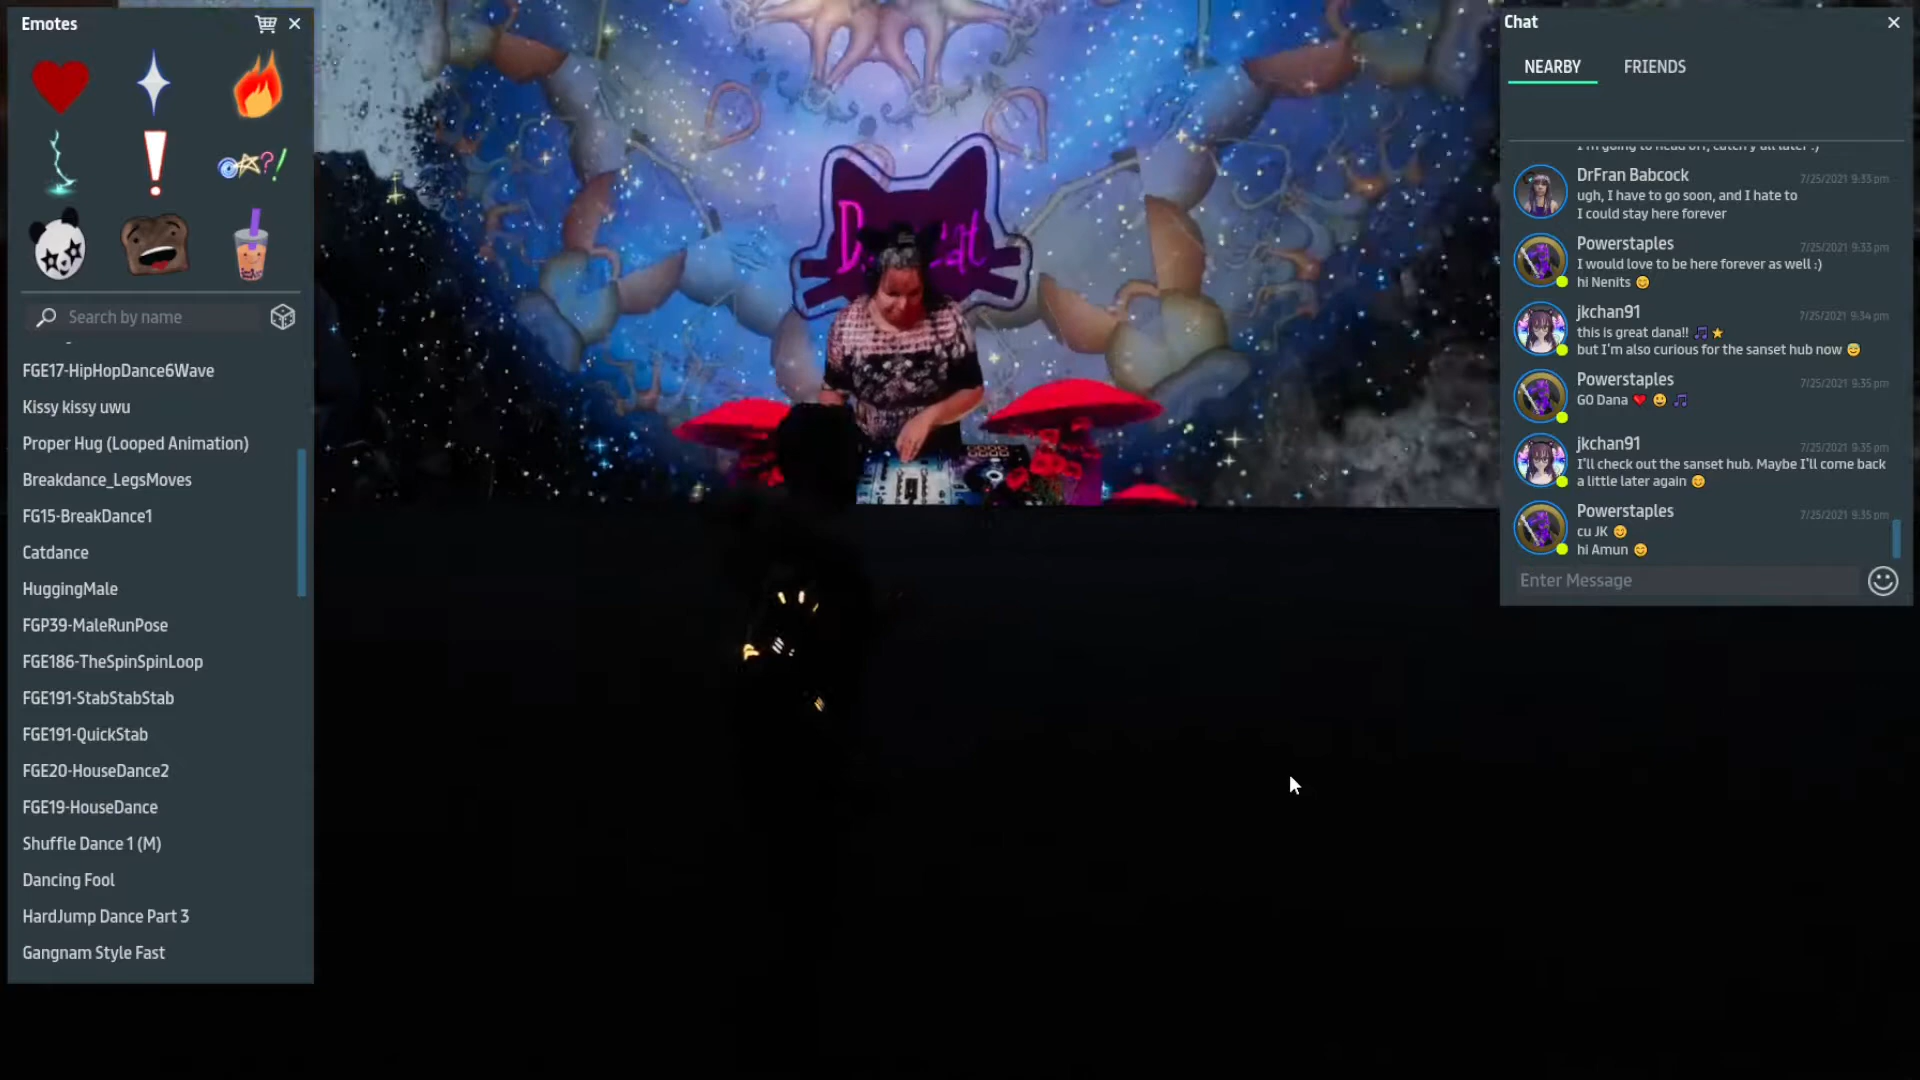 Emotes
Search by name
FGE17-HipHopDance6Wave
Kissy kissy uwu
Proper Hug (Looped Animation)
Breakdance_LegsMoves
FG15-BreakDance1
Catdance
HuggingMale
FGP39-MaleRunPose
FGE186-TheSpinSpinLoop
FGE191-StabStabStab
FGE191-QuickStab
FGE20-HouseDance2
FGE19-HouseDance
Shuffle Dance 1 (M)
Dancing Fool
HardJump Dance Part 3
Gangnam Style Fast
Chat
NEARBY FRIENDS
I'm going to head off, catch y'all later :)
DrFran Babcock 7/25/2021 9:33 pm
ugh, I have to go soon, and I hate to
I could stay here forever
Powerstaples 7/25/2021 9:33 pm
I would love to be here forever as well :)
hi Nenits 😊
jkchan91 7/25/2021 9:34 pm
this is great dana!! 🎵 ⭐
but I'm also curious for the sanset hub now 😅
Powerstaples 7/25/2021 9:35 pm
GO Dana ❤️ 😀 🎵
jkchan91 7/25/2021 9:35 pm
I'll check out the sanset hub. Maybe I'll come back
a little later again 😊
Powerstaples 7/25/2021 9:35 pm
cu JK 😊
hi Amun 😊
Enter Message